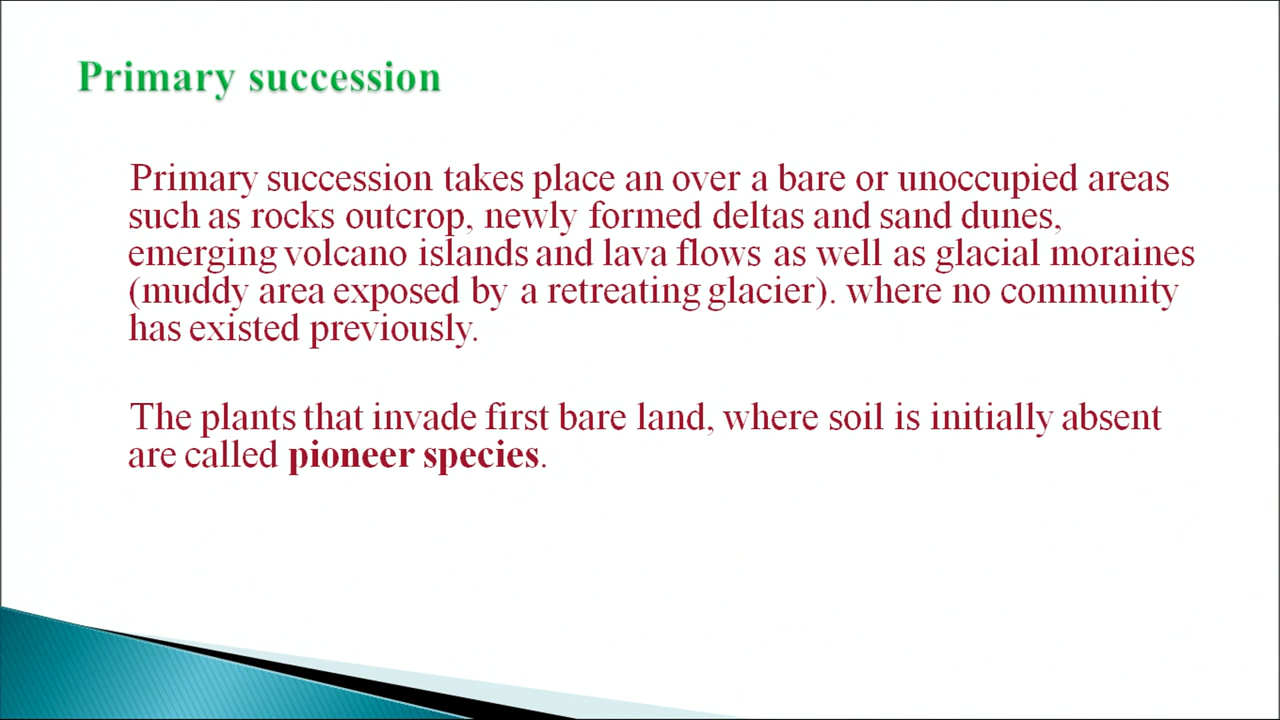 Primary succession
Primary succession takes place an over a bare or unoccupied areas
such as rocks outcrop, newly formed deltas and sand dunes,
emerging volcano islands and lava flows as well as glacial moraines
(muddy area exposed by a retreating glacier). where no community
has existed previously.
The plants that invade first bare land, where soil is initially absent
are called pioneer species.